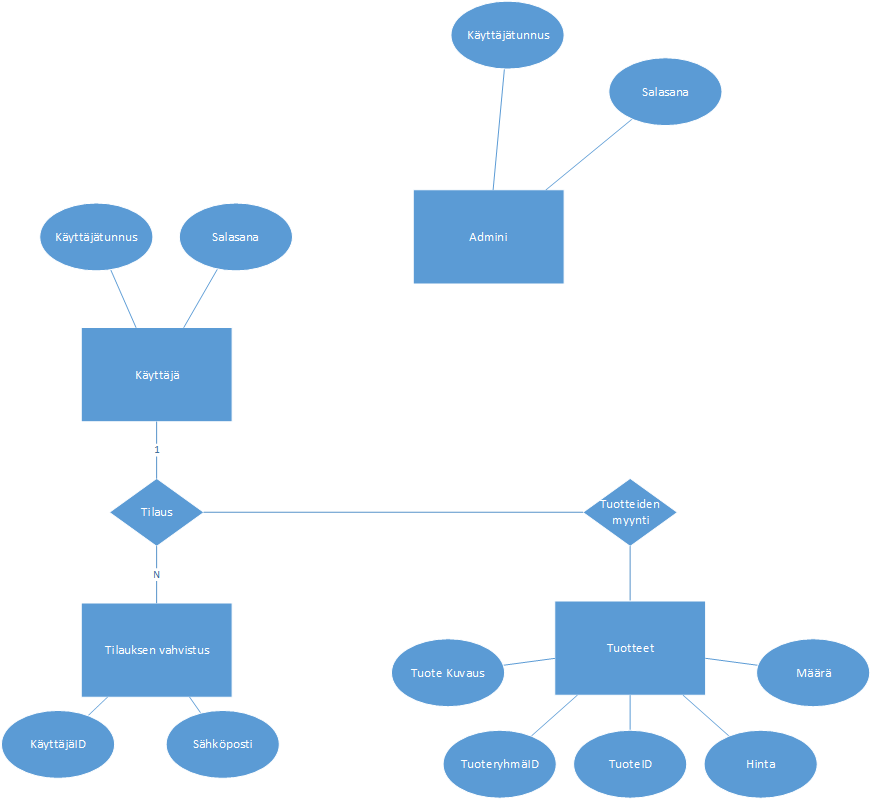 Käyttäjätunnus
Salasana
Admini
Käyttäjätunnus
Salasana
Käyttäjä
1
Tilaus
Tuotteiden
myynti
N
Tilauksen vahvistus
Tuotteet
Tuote Kuvaus
Määrä
KäyttäjäID
Sähköposti
TuoteryhmäID
TuoteID
Hinta